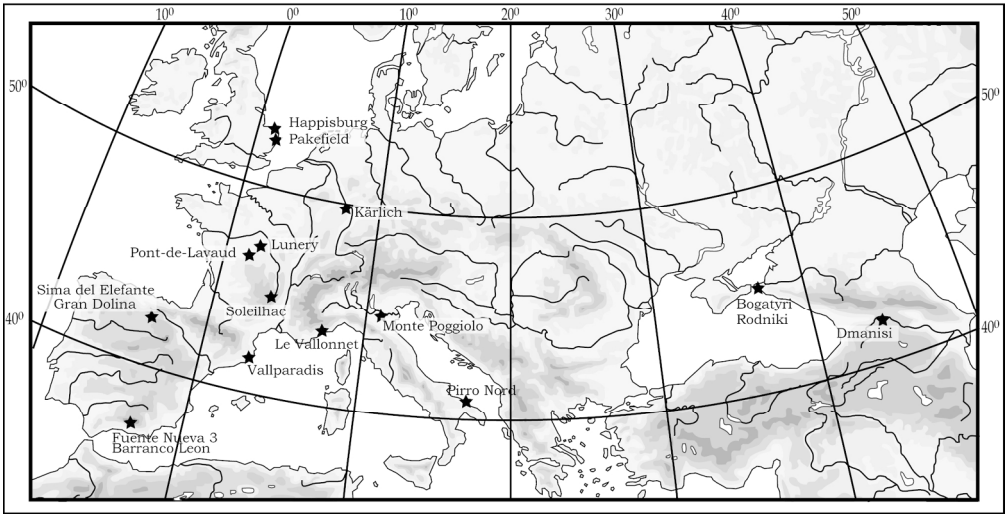 10⁰
0⁰
10⁰
20⁰
30⁰
40⁰
50⁰
50⁰
50⁰
Happisburg
Pakefield
Kärlich
Lunery
Pont-de-Lavaud
Sima del Elefante
Gran Dolina
Soleilhac
Bogatyri
Rodniki
40⁰
40⁰
Monte Poggiolo
Dmanisi
Le Vallonnet
Vallparadis
Pirro Nord
Fuente Nueva 3
Barranco Leon